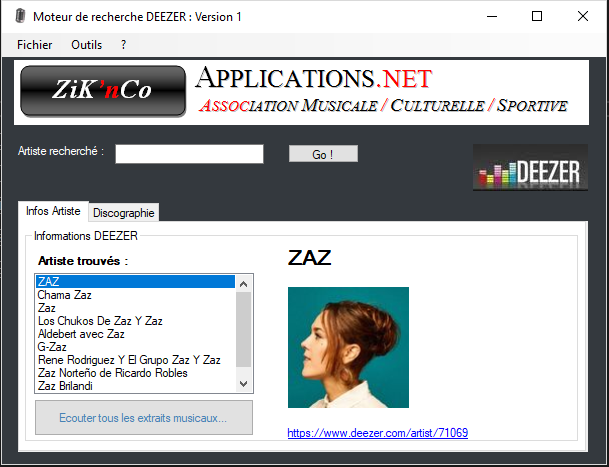 Moteur de recherche DEEZER : Version 1
Fichier Outils ?
ZiK'nCo
APPLICATIONS.NET
ASSOCIATION MUSICALE / CULTURELLE / SPORTIVE
Artiste recherché :
Go !
DEEZER
Infos Artiste
Discographie
Informations DEEZER
Artiste trouvés :
ZAZ
Chama Zaz
Zaz
Los Chukos De Zaz Y Zaz
Aldebert avec Zaz
G-Zaz
Rene Rodriguez Y El Grupo Zaz Y Zaz
Zaz Norteño de Ricardo Robles
Zaz Brilandi
Ecouter tous les extraits musicaux...
ZAZ
https://www.deezer.com/artist/71069